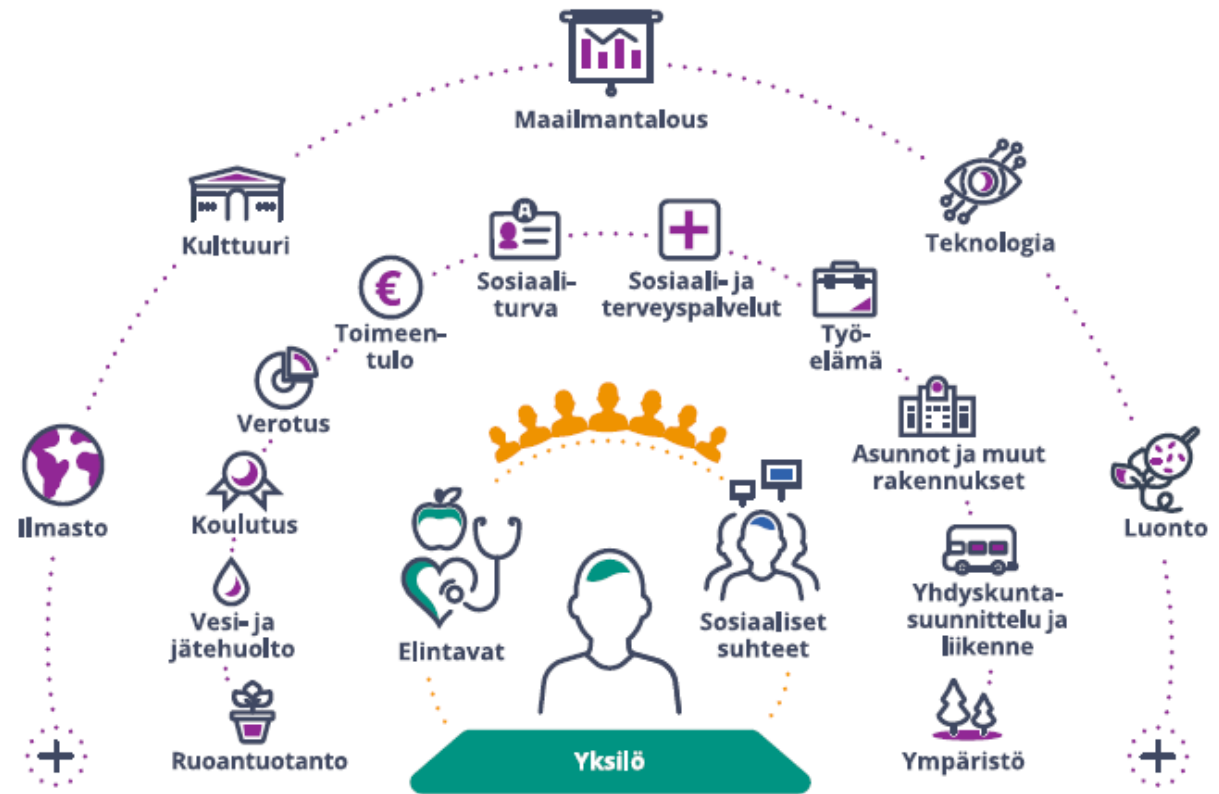 Maailmantalous
Kulttuuri
Teknologia
Sosiaali-
turva
Sosiaali- ja
terveyspalvelut
Toimeen-
tulo
Työ-
elämä
Verotus
Asunnot ja muut
rakennukset
Ilmasto
Koulutus
Luonto
Vesi- ja
jätehuolto
Elintavat
Sosiaaliset
suhteet
Yhdyskunta-
suunnittelu ja
liikenne
Ruoantuotanto
Yksilö
Ympäristö